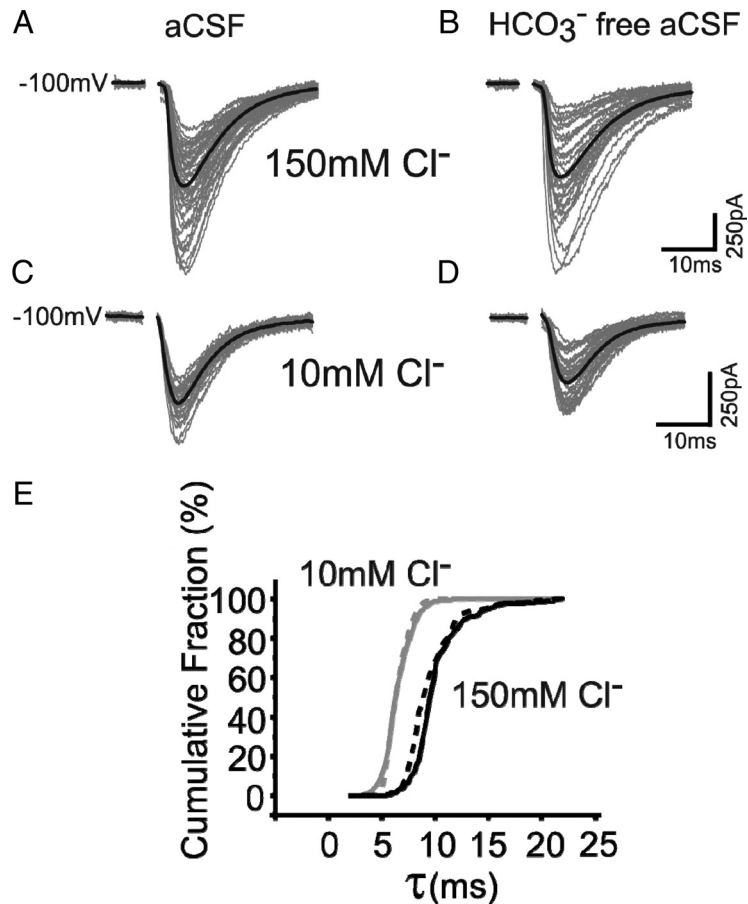 A
aCSF
B
HCO₃⁻ free aCSF
-100mV
150mM Cl⁻
250pA
10ms
C
D
-100mV
10mM Cl⁻
250pA
10ms
E
Cumulative Fraction (%)
10mM Cl⁻
100
80
60
40
20
0
150mM Cl⁻
0 5 10 15 20 25
τ(ms)